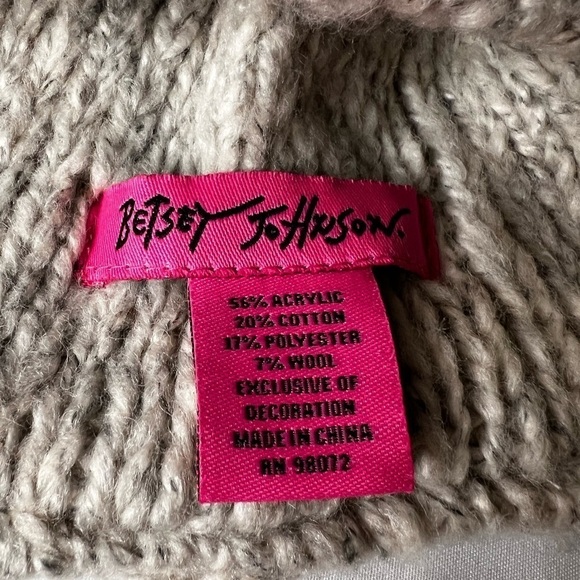 BETSEY JOHNSON.
56% ACRYLIC
20% COTTON
17% POLYESTER
7% WOOL
EXCLUSIVE OF
DECORATION
MADE IN CHINA
RN 98072